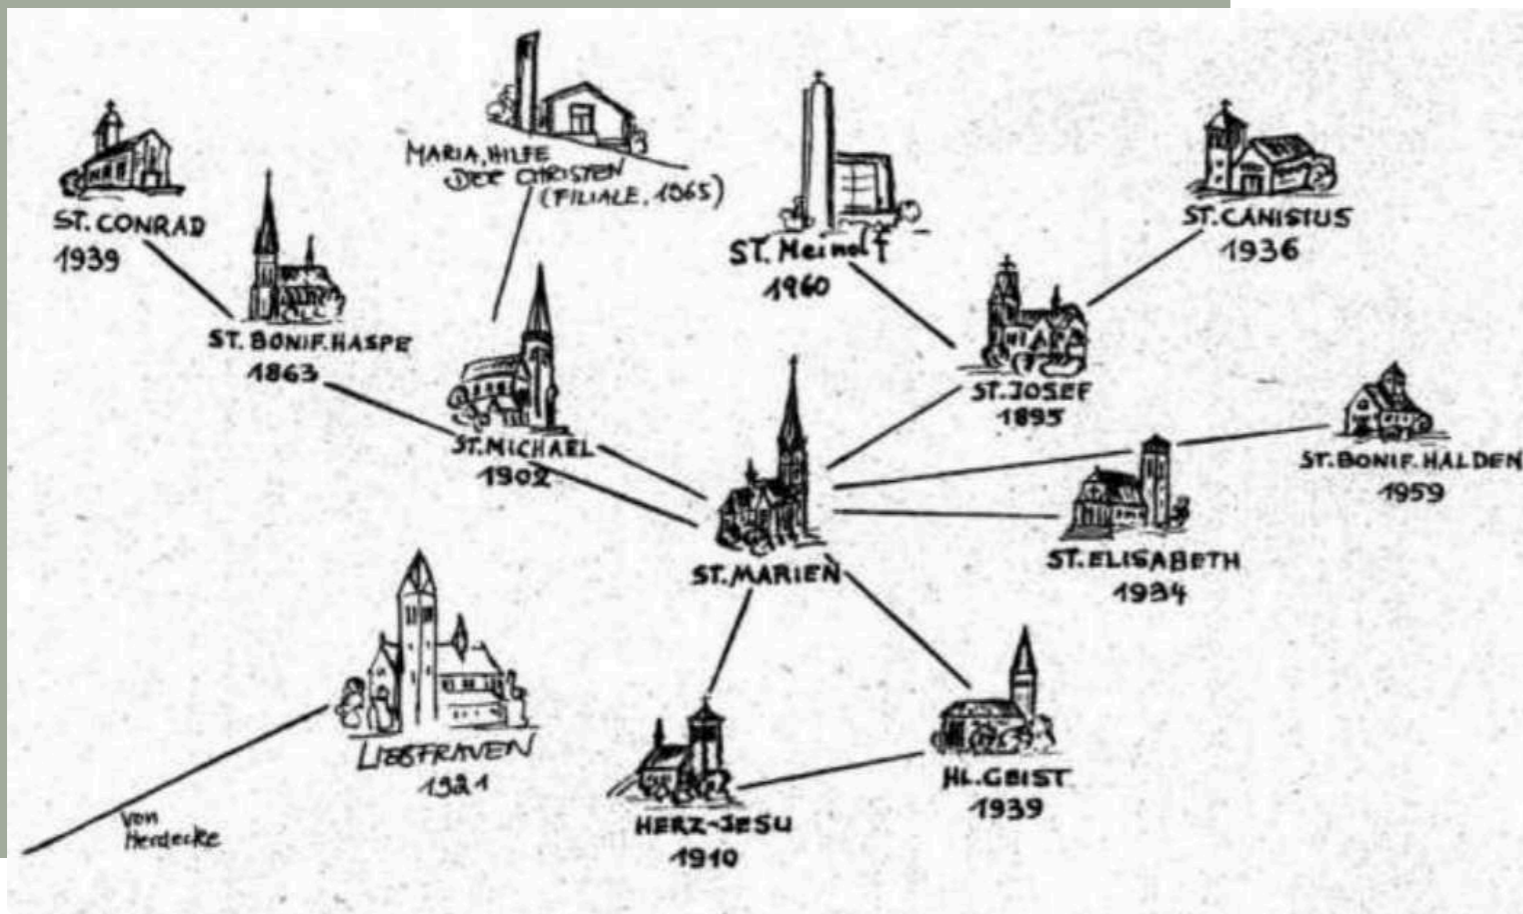 MARIA, HILFE
DER CHRISTEN
(FILIALE, 1965)
ST. CONRAD
1939
ST. CANISIUS
1936
ST. Meinolf
1960
ST. BONIF. HASPE
1863
ST. JOSEF
1895
ST. MICHAEL
1902
ST. BONIF. HALDEN
1959
ST. MARIEN
ST. ELISABETH
1934
LIEBFRAUEN
1921
HL. GEIST
1939
von
Herdecke
HERZ-JESU
1910